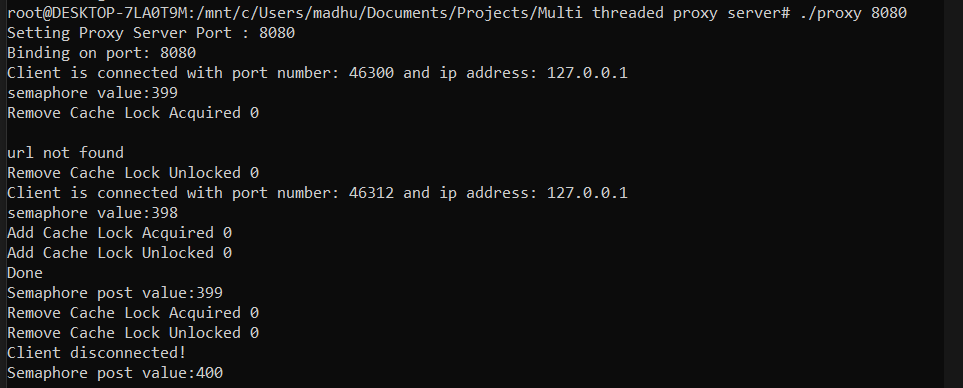 root@DESKTOP-7LA0T9M:/mnt/c/Users/madhu/Documents/Projects/Multi threaded proxy server# ./proxy 8080
Setting Proxy Server Port : 8080
Binding on port: 8080
Client is connected with port number: 46300 and ip address: 127.0.0.1
semaphore value:399
Remove Cache Lock Acquired 0

url not found
Remove Cache Lock Unlocked 0
Client is connected with port number: 46312 and ip address: 127.0.0.1
semaphore value:398
Add Cache Lock Acquired 0
Add Cache Lock Unlocked 0
Done
Semaphore post value:399
Remove Cache Lock Acquired 0
Remove Cache Lock Unlocked 0
Client disconnected!
Semaphore post value:400